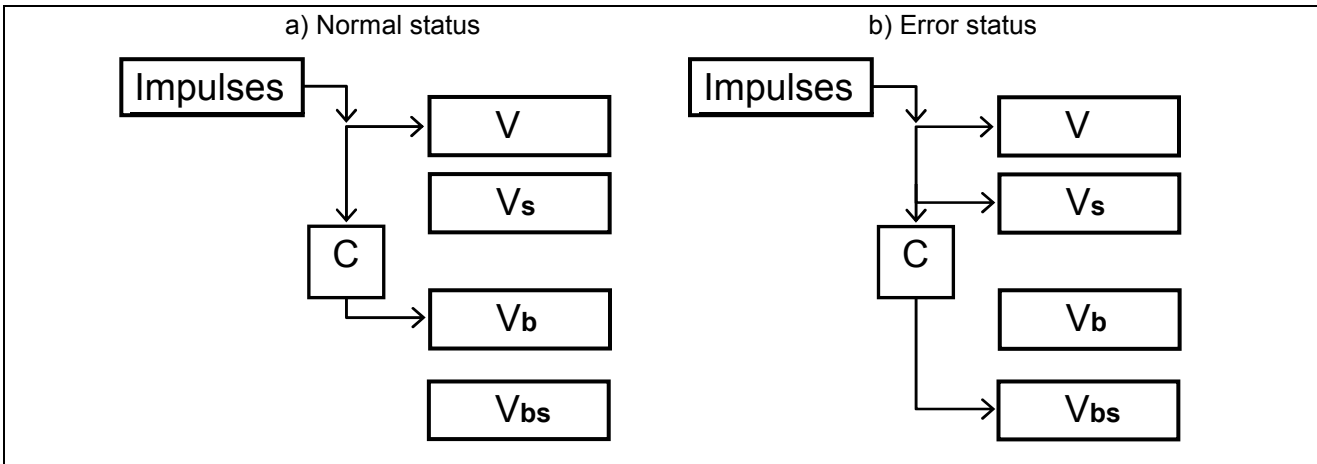 a) Normal status
Impulses
V
Vs
C
Vb
Vbs
b) Error status
Impulses
V
Vs
C
Vb
Vbs